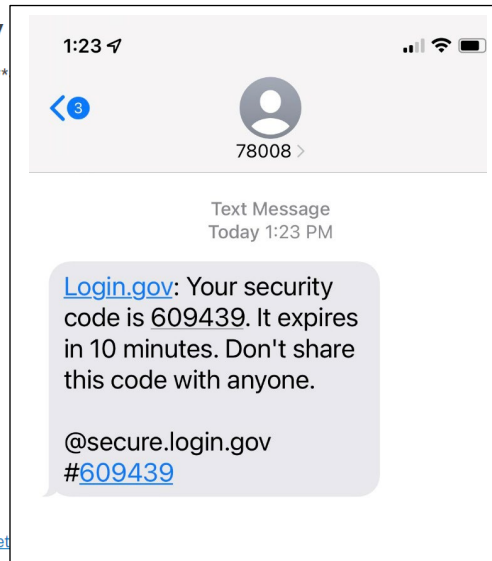 1:23
3
78008 >
Text Message
Today 1:23 PM
Login.gov: Your security
code is 609439. It expires
in 10 minutes. Don't share
this code with anyone.
@secure.login.gov
#609439